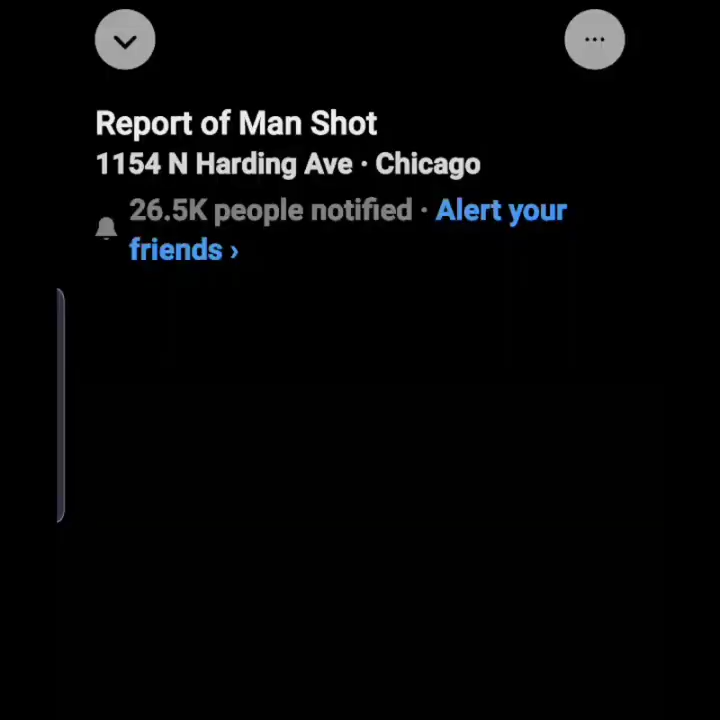 Report of Man Shot
1154 N Harding Ave · Chicago
26.5K people notified · Alert your
friends ›